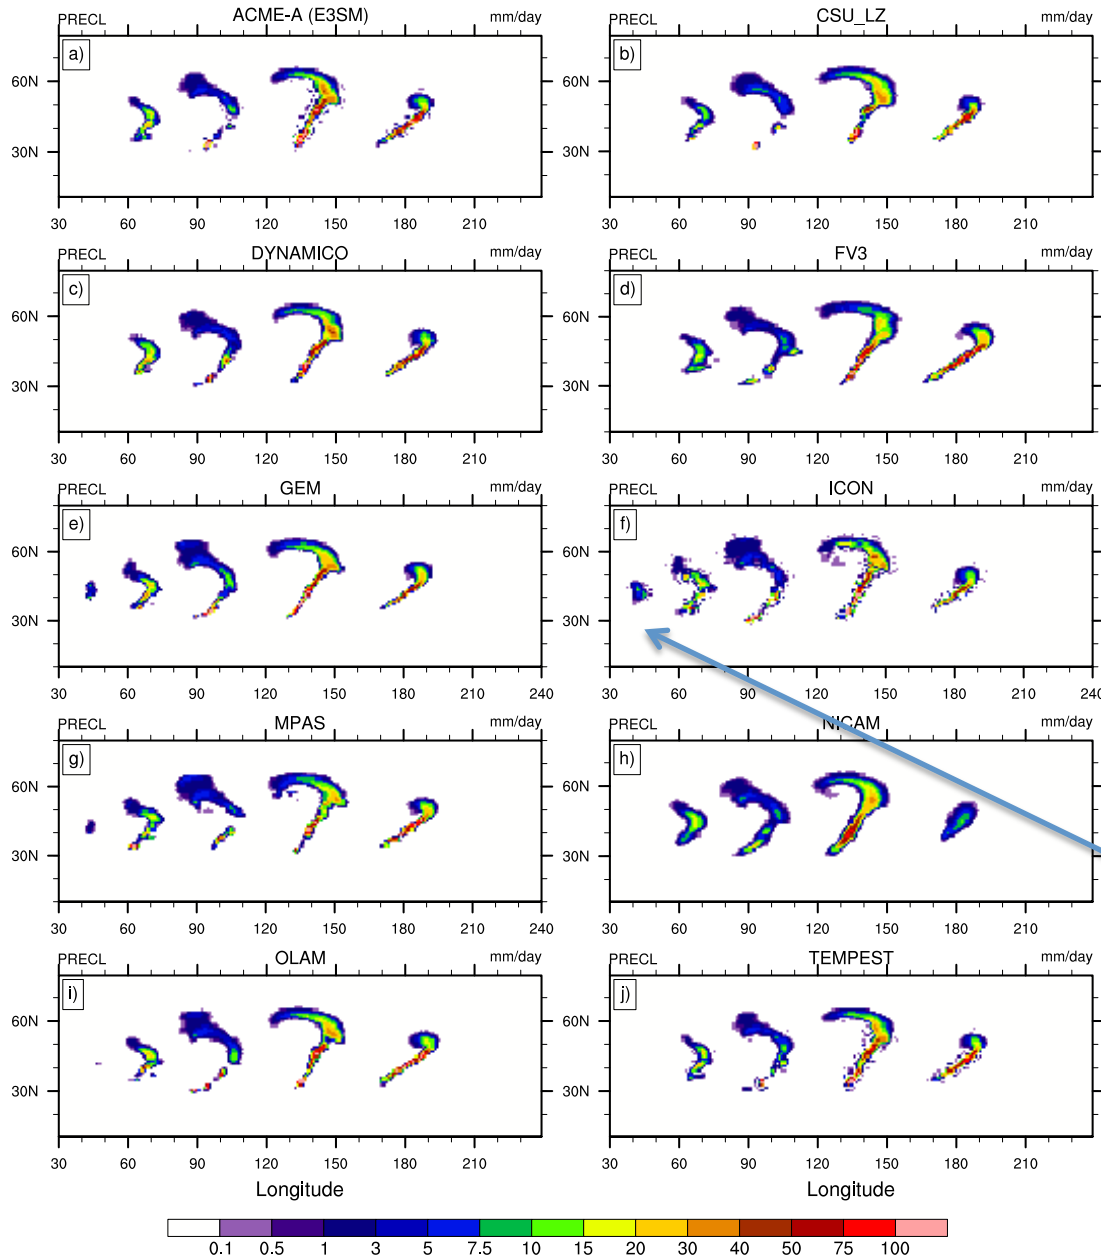 PRECL ACME-A (E3SM) mm/day PRECL CSU_LZ mm/day
a) b)
60N 60N
30N 30N
30 60 90 120 150 180 210 30 60 90 120 150 180 210
PRECL DYNAMICO mm/day PRECL FV3 mm/day
c) d)
60N 60N
30N 30N
30 60 90 120 150 180 210 30 60 90 120 150 180 210
PRECL GEM mm/day PRECL ICON mm/day
e) f)
60N 60N
30N 30N
30 60 90 120 150 180 210 240 30 60 90 120 150 180 210 240
PRECL MPAS mm/day PRECL NICAM mm/day
g) h)
60N 60N
30N 30N
30 60 90 120 150 180 210 240 30 60 90 120 150 180 210
PRECL OLAM mm/day PRECL TEMPEST mm/day
i) j)
60N 60N
30N 30N
30 60 90 120 150 180 210 30 60 90 120 150 180 210
Longitude Longitude
0.1 0.5 1 3 5 7.5 10 15 20 30 40 50 75 100